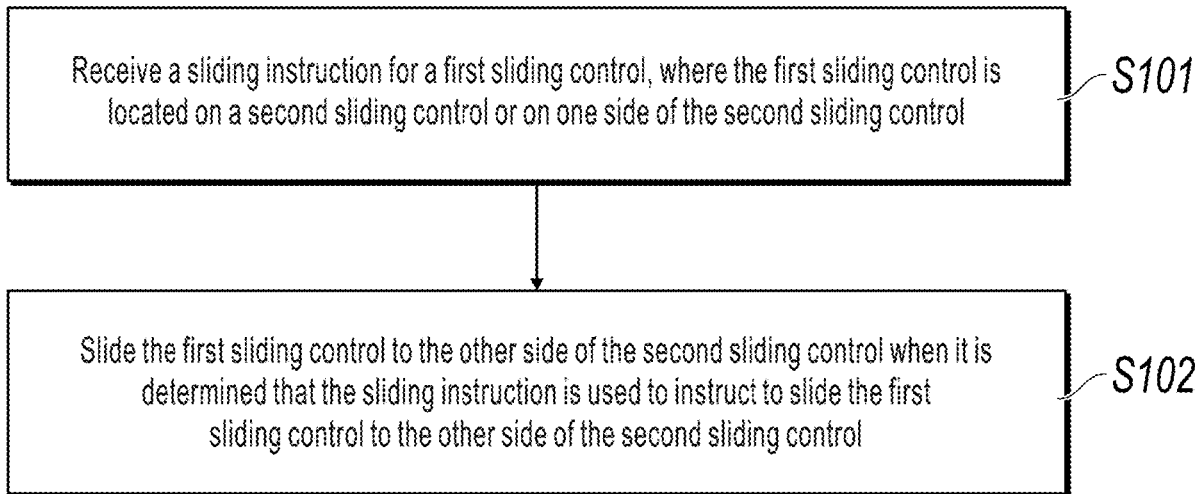 Receive a sliding instruction for a first sliding control, where the first sliding control is
located on a second sliding control or on one side of the second sliding control
S101
Slide the first sliding control to the other side of the second sliding control when it is
determined that the sliding instruction is used to instruct to slide the first
sliding control to the other side of the second sliding control
S102